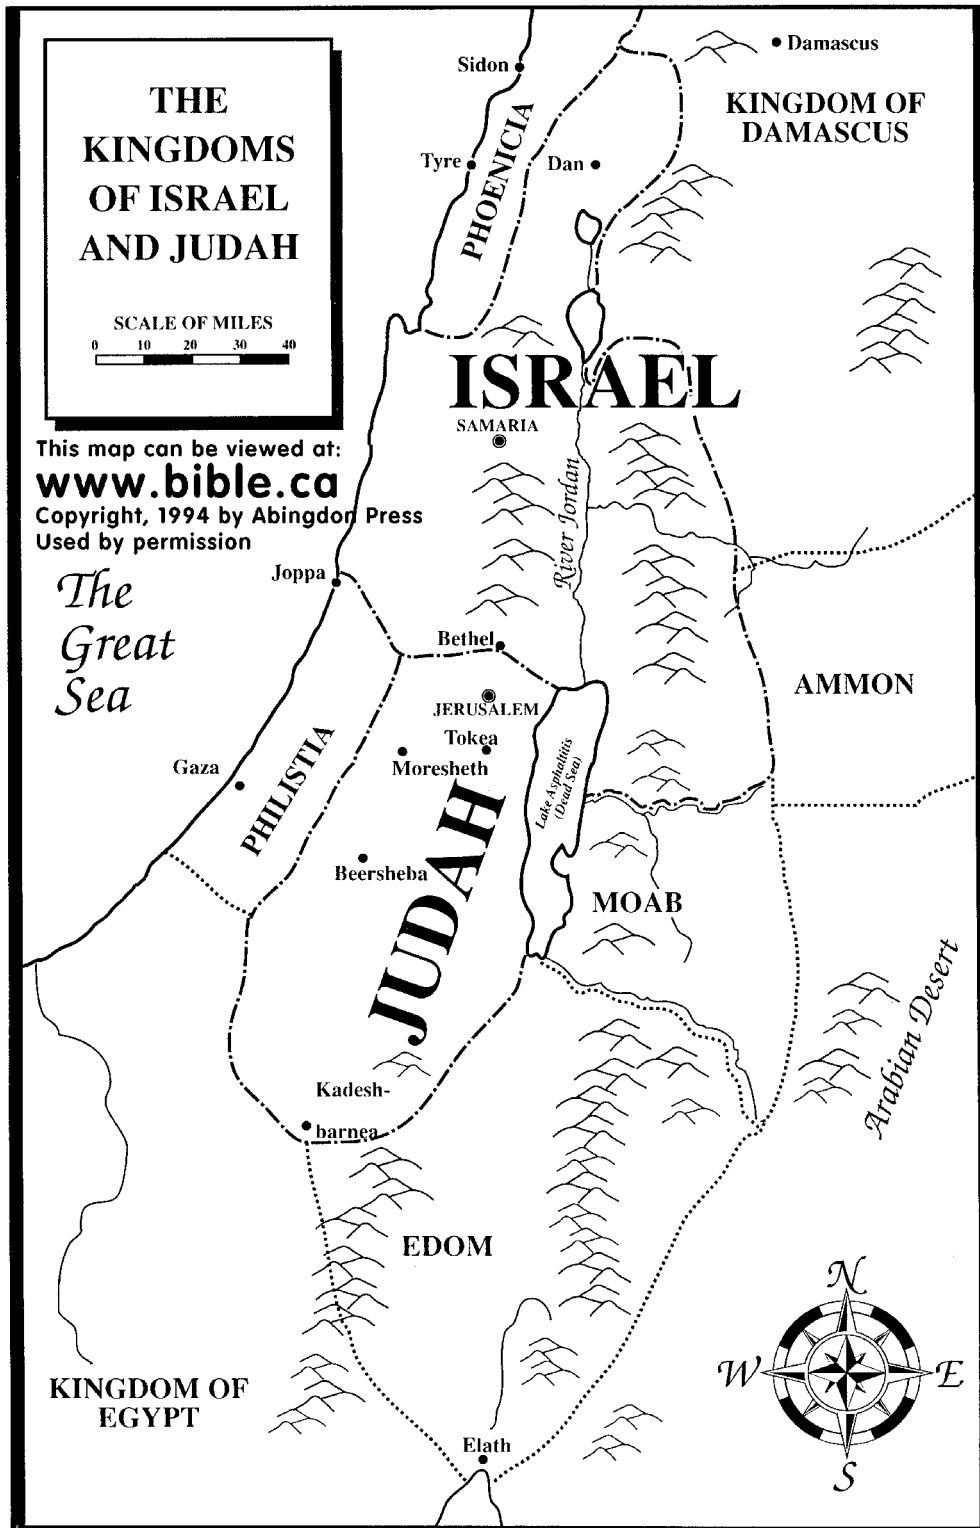 THE
KINGDOMS
OF ISRAEL
AND JUDAH
SCALE OF MILES
0 10 20 30 40
This map can be viewed at:
www.bible.ca
Copyright, 1994 by Abingdon Press
Used by permission
Sidon
Damascus
KINGDOM OF
DAMASCUS
PHOENICIA
Tyre
Dan
ISRAEL
SAMARIA
River Jordan
The
Great
Sea
Joppa
Bethel
AMMON
JERUSALEM
Tokea
Moresheth
Gaza
PHILISTIA
Lake Asphaltitis
(Dead Sea)
Beersheba
JUDAH
MOAB
Arabian Desert
Kadesh-
barnea
EDOM
KINGDOM OF
EGYPT
Elath
N
W
E
S